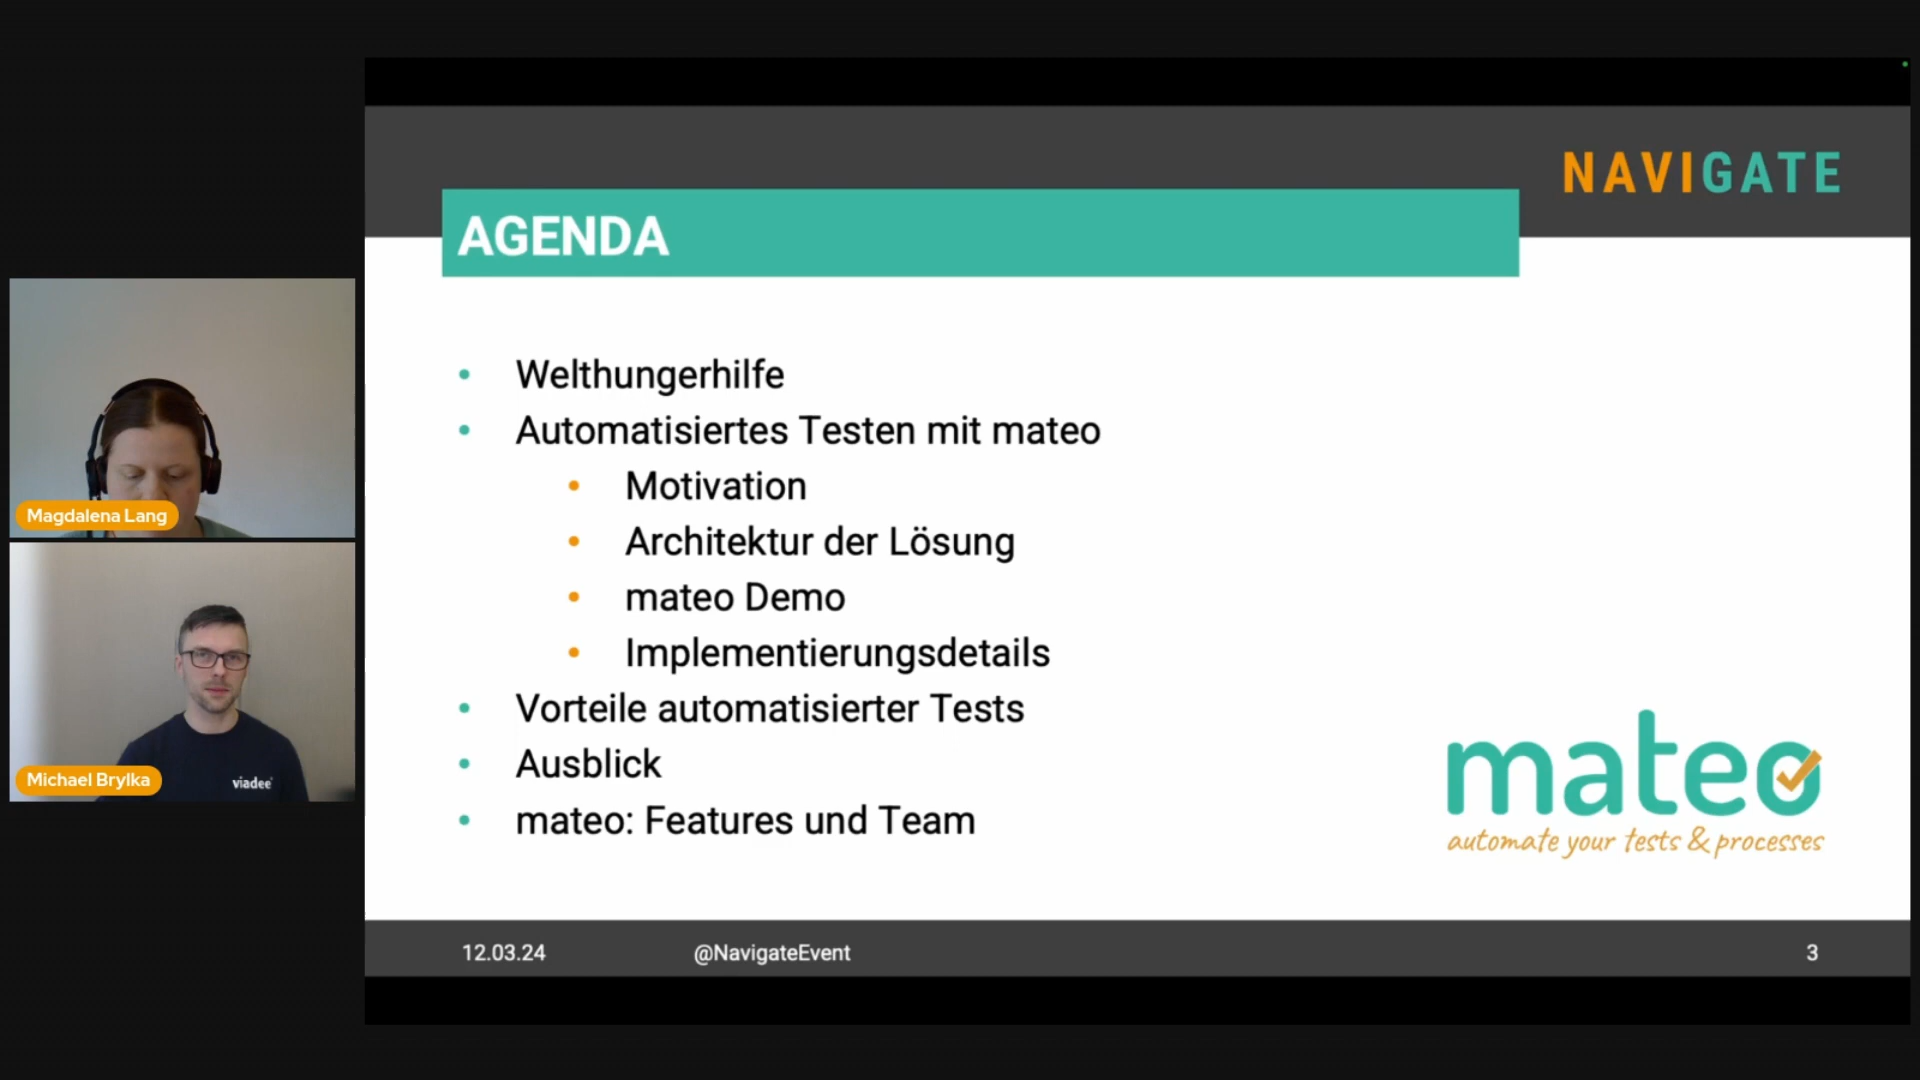 NAVIGATE
AGENDA
• Welthungerhilfe
• Automatisiertes Testen mit mateo
• Motivation
• Architektur der Lösung
• mateo Demo
• Implementierungsdetails
• Vorteile automatisierter Tests
• Ausblick
• mateo: Features und Team
mateo
automate your tests & processes
12.03.24 @NavigateEvent 3
Magdalena Lang
viadee
Michael Brylka